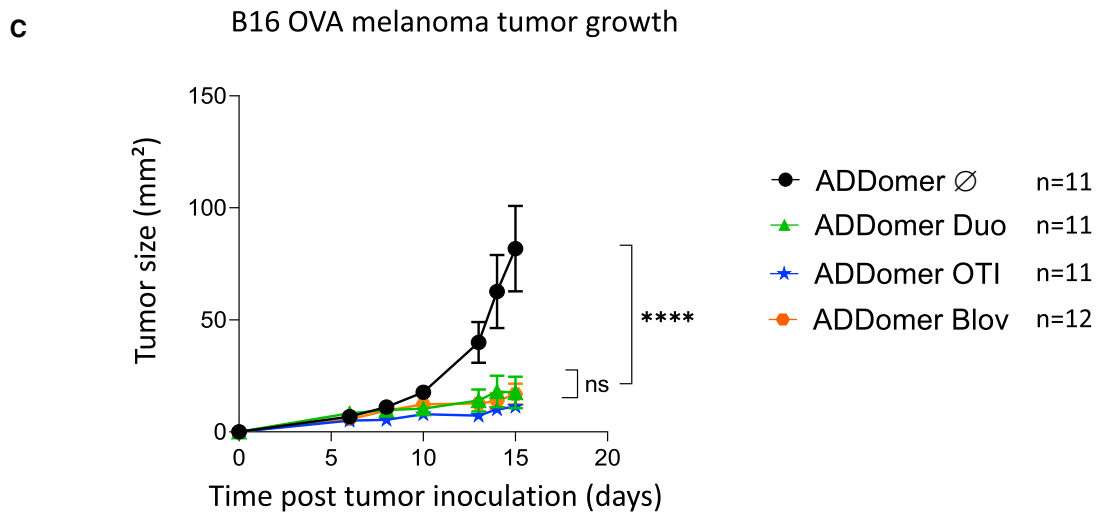 C
B16 OVA melanoma tumor growth
Tumor size (mm²)
150
100
50
0
0 5 10 15 20
Time post tumor inoculation (days)
ns
****
ADDomer ∅ n=11
ADDomer Duo n=11
ADDomer OTI n=11
ADDomer Blov n=12